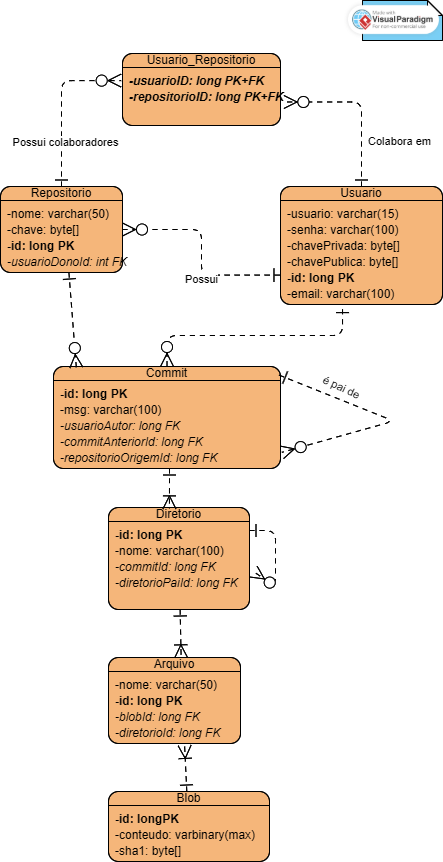 Made with
VisualParadigm
For non-commercial use
Usuario_Repositorio
-usuarioID: long PK+FK
-repositorioID: long PK+FK
Possui colaboradores
Colabora em
Repositorio
-nome: varchar(50)
-chave: byte[]
-id: long PK
-usuarioDonoId: int FK
Usuario
-usuario: varchar(15)
-senha: varchar(100)
-chavePrivada: byte[]
-chavePublica: byte[]
-id: long PK
-email: varchar(100)
Possui
Commit
-id: long PK
-msg: varchar(100)
-usuarioAutor: long FK
-commitAnteriorId: long FK
-repositorioOrigemId: long FK
é pai de
Diretorio
-id: long PK
-nome: varchar(100)
-commitId: long FK
-diretorioPaiId: long FK
Arquivo
-nome: varchar(50)
-id: long PK
-blobId: long FK
-diretorioId: long FK
Blob
-id: longPK
-conteudo: varbinary(max)
-sha1: byte[]